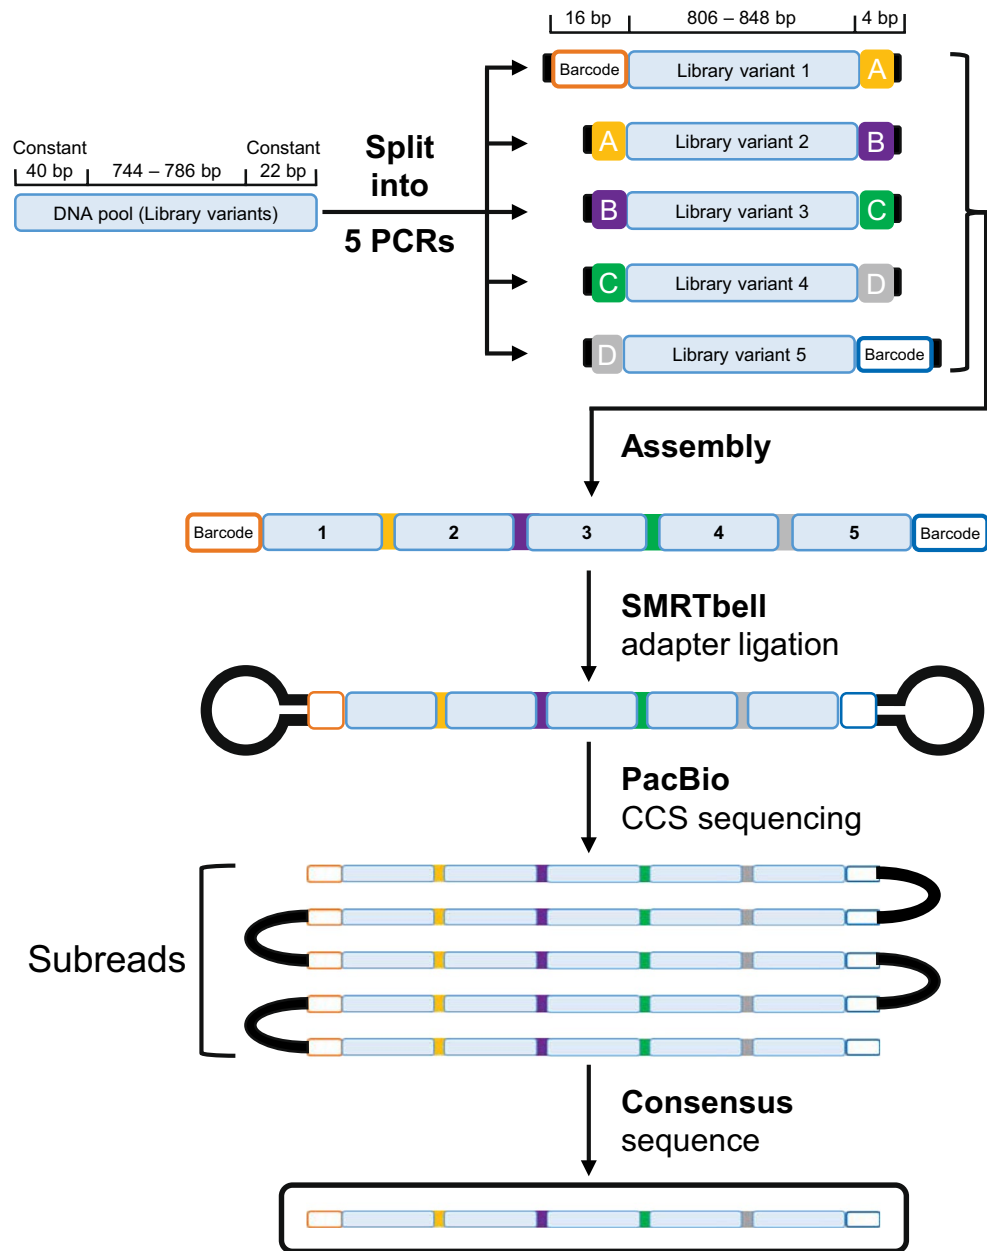 16 bp
806 – 848 bp
4 bp
Barcode
Library variant 1
A
Constant
40 bp
744 – 786 bp
Constant
22 bp
DNA pool (Library variants)
Split
into
5 PCRs
A
Library variant 2
B
B
Library variant 3
C
C
Library variant 4
D
D
Library variant 5
Barcode
Assembly
Barcode
1
2
3
4
5
Barcode
SMRTbell
adapter ligation
PacBio
CCS sequencing
Subreads
Consensus
sequence